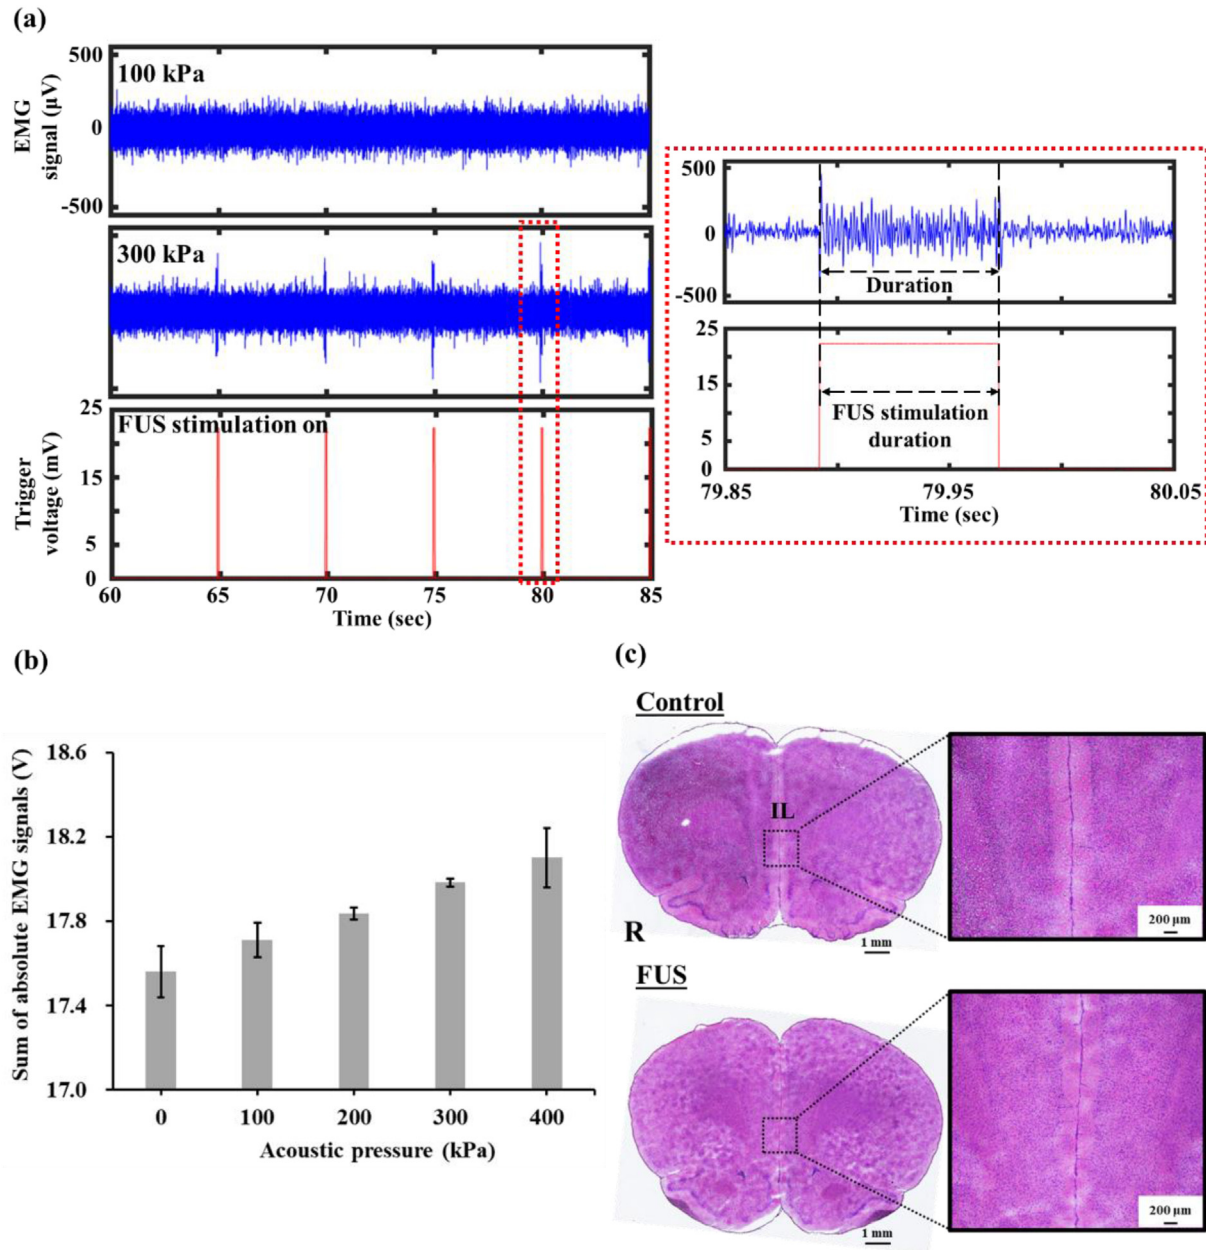 (a)
500
0
-500
EMG
signal (μV)
100 kPa
300 kPa
25
15
5
0
Trigger
voltage (mV)
FUS stimulation on
60 65 70 75 80 85
Time (sec)
500
0
-500
Duration
25
20
15
10
5
0
FUS stimulation
duration
79.85 79.95 80.05
Time (sec)
(b)
18.6
18.2
17.8
17.4
17.0
Sum of absolute EMG signals (V)
0 100 200 300 400
Acoustic pressure (kPa)
(c)
Control
IL
R
1 mm
200 μm
FUS
1 mm
200 μm